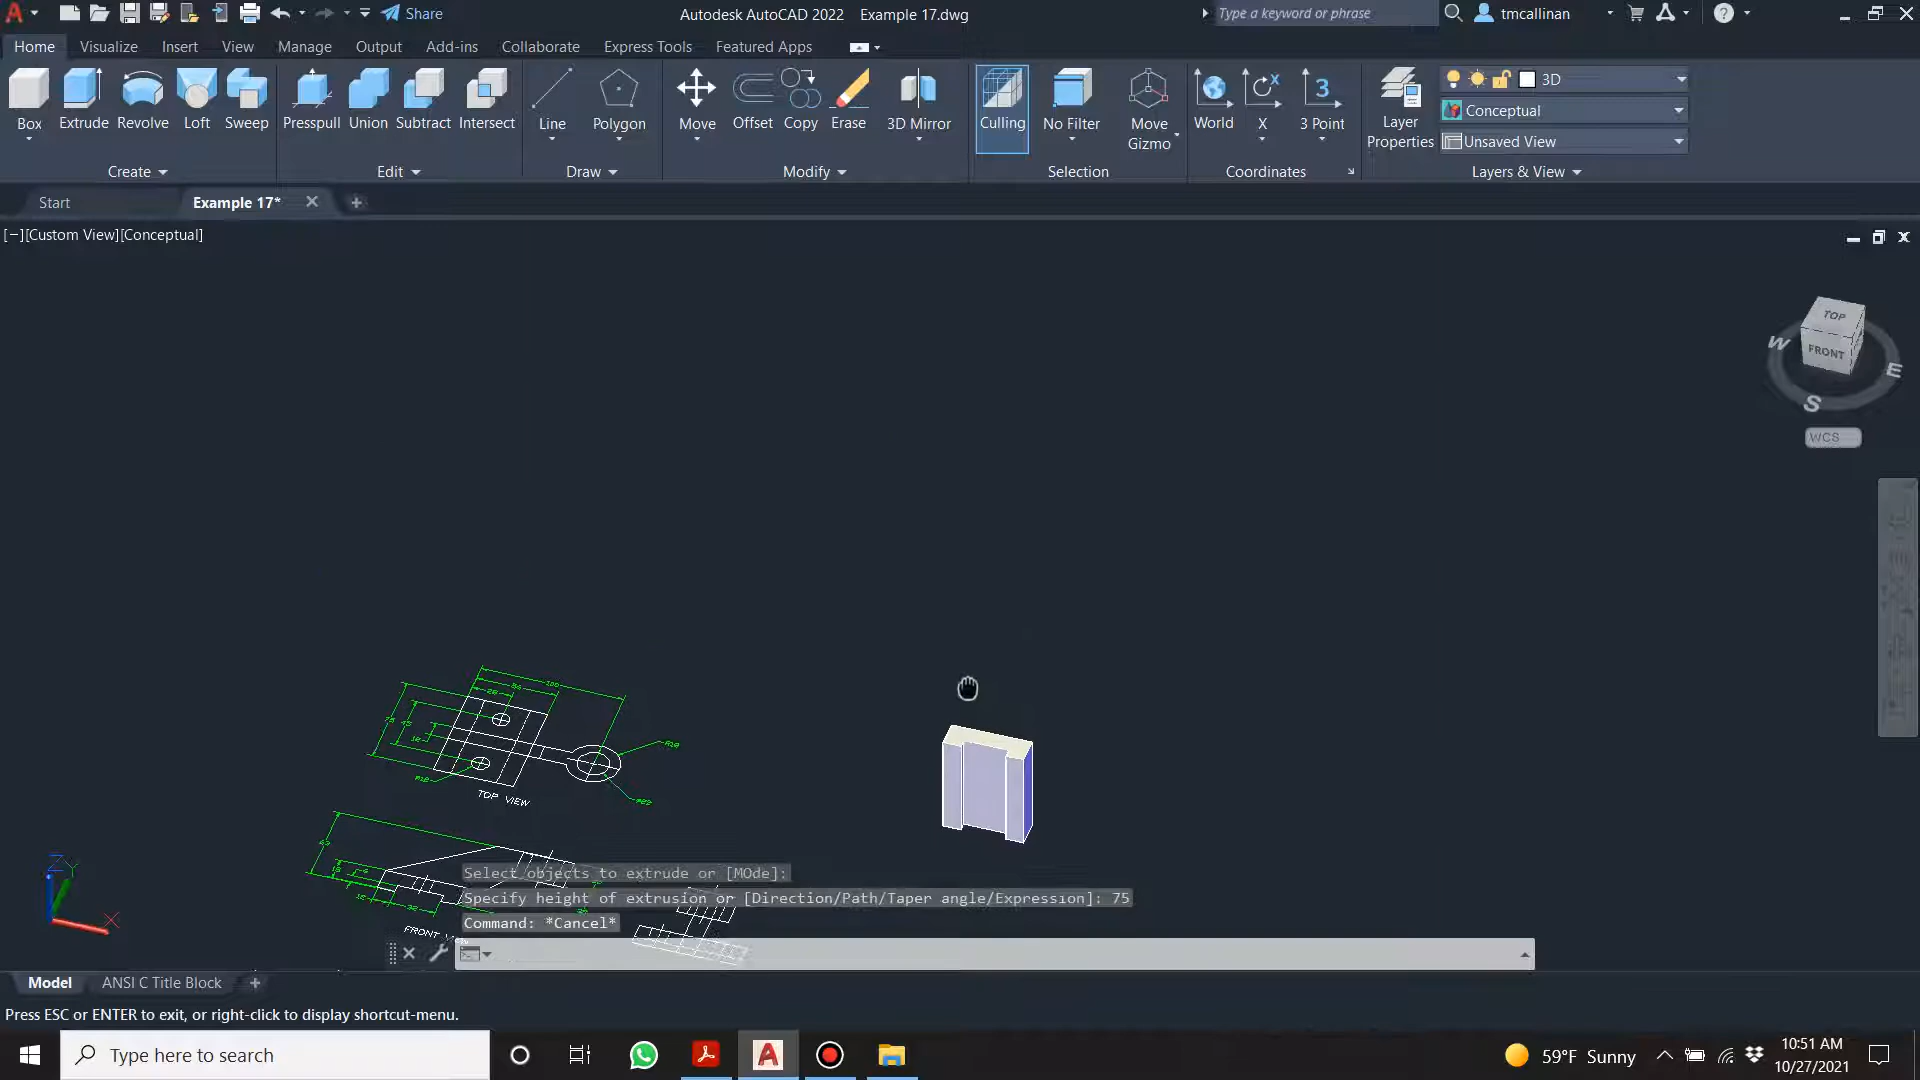 Share
Autodesk AutoCAD 2022 Example 17.dwg
Type a keyword or phrase
tmcallinan
Home Visualize Insert View Manage Output Add-ins Collaborate Express Tools Featured Apps
Box Extrude Revolve Loft Sweep Presspull Union Subtract Intersect Line Polygon Move Offset Copy Erase 3D Mirror Culling No Filter Move Gizmo World X 3 Point Layer Properties
3D
Conceptual
Unsaved View
Create Edit Draw Modify Selection Coordinates Layers & View
Start Example 17*
[−][Custom View][Conceptual]
TOP
FRONT
W
E
S
WCS
TOP VIEW
FRONT
Z
Y
X
Select objects to extrude or [MOde]:
Specify height of extrusion or [Direction/Path/Taper angle/Expression]: 75
Command: *Cancel*
Model ANSI C Title Block
Press ESC or ENTER to exit, or right-click to display shortcut-menu.
Type here to search
59°F Sunny
10:51 AM
10/27/2021